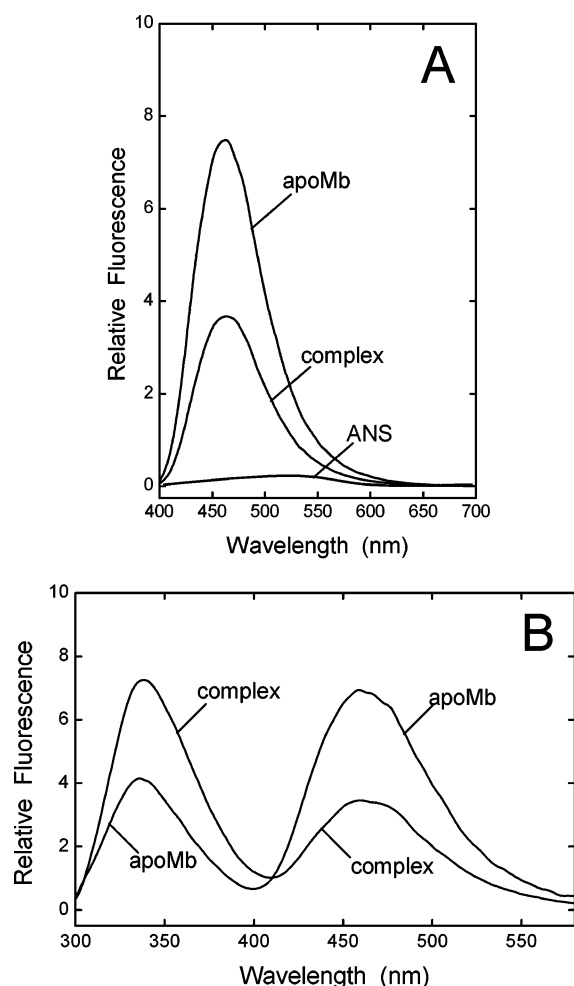 A
10
8
6
4
2
0
Relative Fluorescence
apoMb
complex
ANS
400 450 500 550 600 650 700
Wavelength (nm)
B
10
8
6
4
2
0
Relative Fluorescence
complex
apoMb
apoMb
complex
300 350 400 450 500 550
Wavelength (nm)